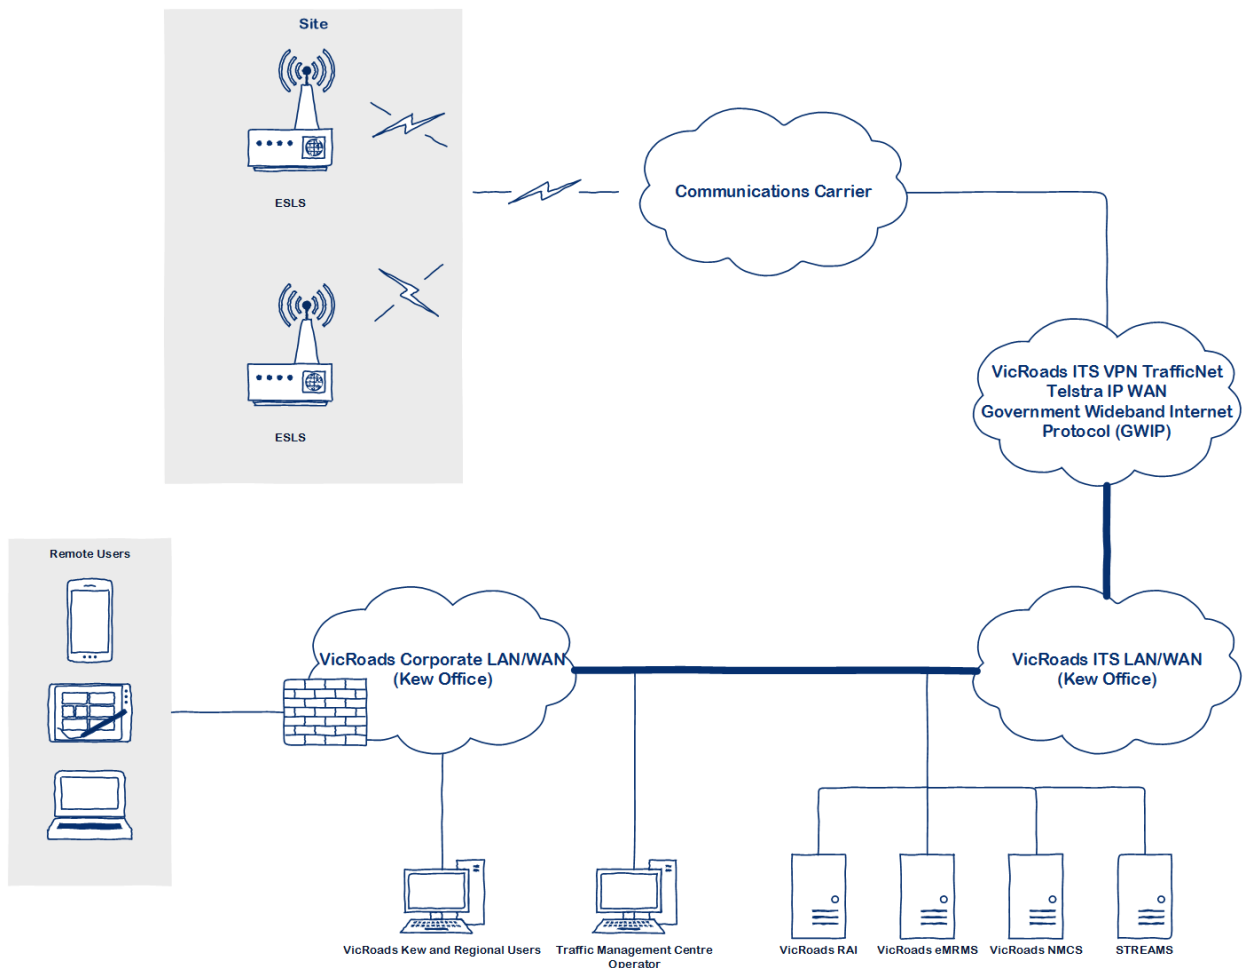 Site
ESLS
Communications Carrier
ESLS
VicRoads ITS VPN TrafficNet
Telstra IP WAN
Government Wideband Internet
Protocol (GWIP)
Remote Users
VicRoads Corporate LAN/WAN
(Kew Office)
VicRoads ITS LAN/WAN
(Kew Office)
VicRoads Kew and Regional Users
Traffic Management Centre
Operator
VicRoads RAI
VicRoads eMRMS
VicRoads NMCS
STREAMS